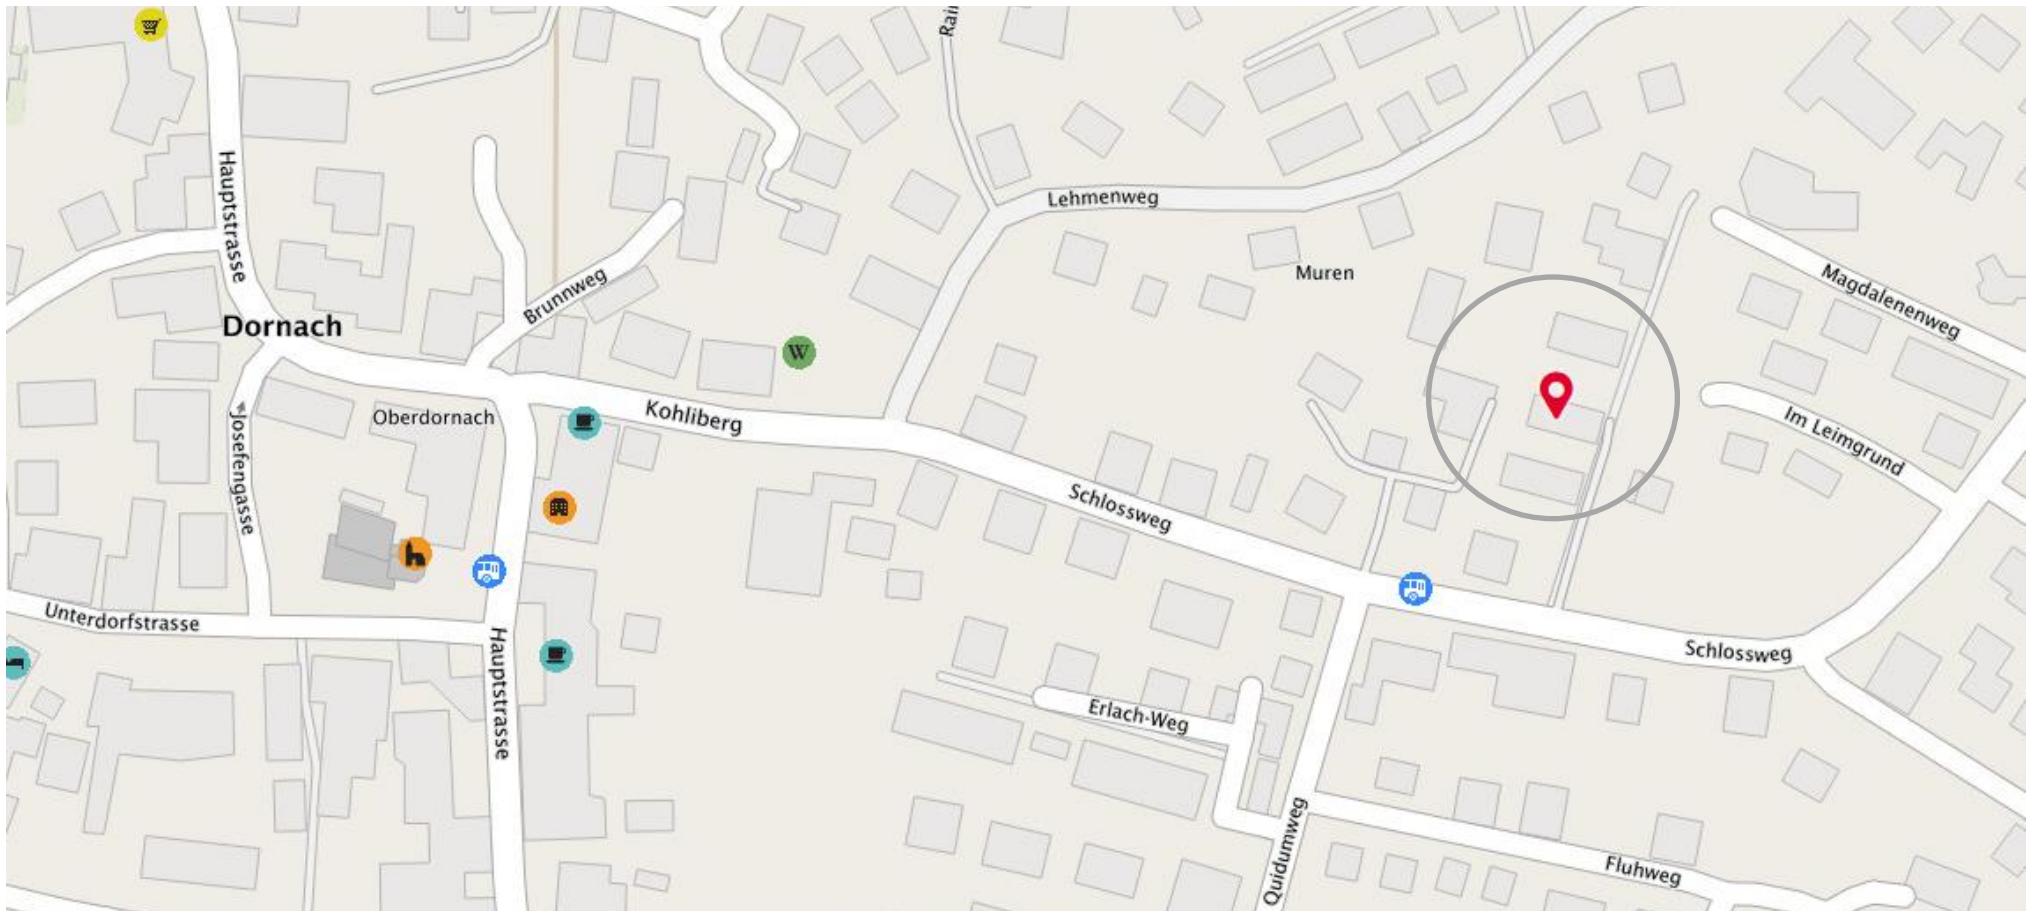 Rai
Hauptstrasse
Lehmenweg
Muren
Magdalenenweg
Brunnweg
Dornach
W
Oberdornach
Kohliberg
Josefengasse
Im Leimgrund
Schlossweg
Unterdorfstrasse
Schlossweg
Hauptstrasse
Erlach-Weg
Quidumweg
Fluhweg